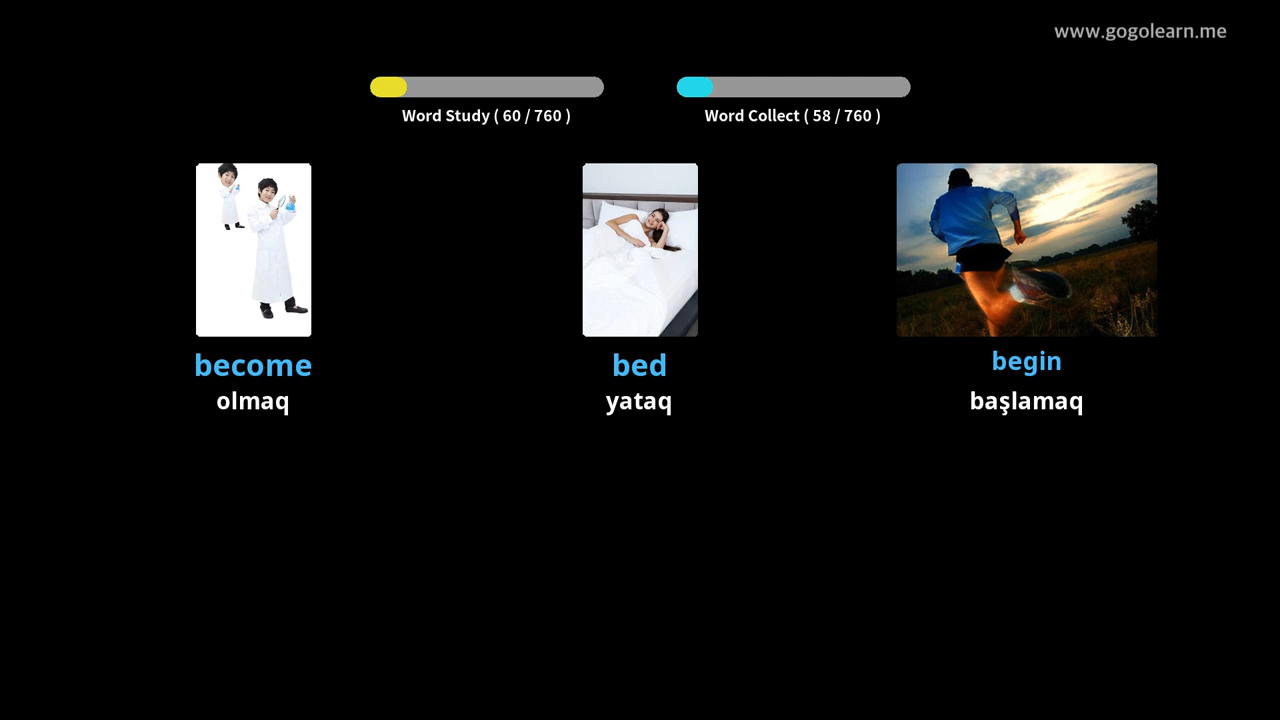 www.gogolearn.me
Word Study ( 60 / 760 )
Word Collect ( 58 / 760 )
become
olmaq
bed
yataq
begin
başlamaq